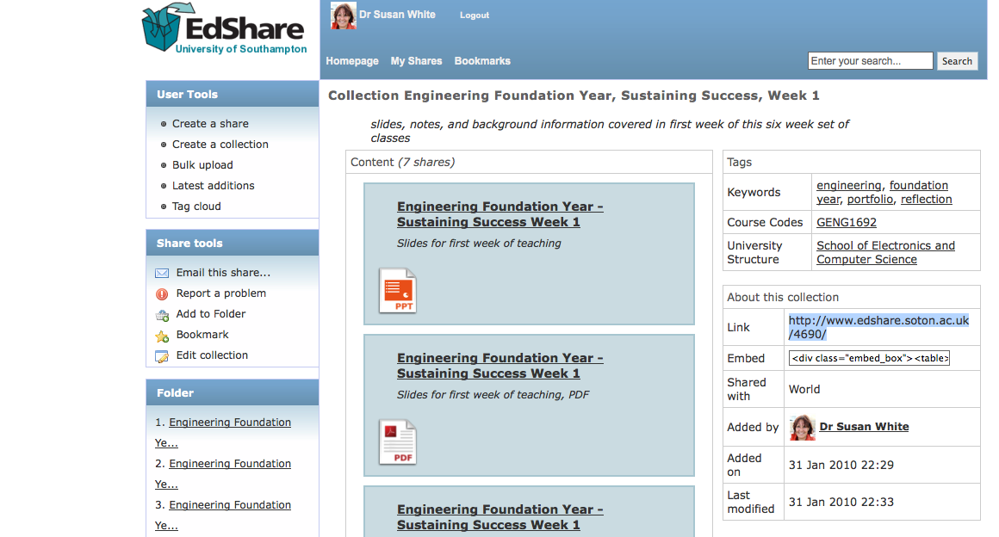 EdShare
University of Southampton
Dr Susan White
Logout
Homepage
My Shares
Bookmarks
Enter your search...
Search
User Tools
Create a share
Create a collection
Bulk upload
Latest additions
Tag cloud
Share tools
Email this share...
Report a problem
Add to Folder
Bookmark
Edit collection
Folder
1. Engineering Foundation
Ye...
2. Engineering Foundation
Ye...
3. Engineering Foundation
Ye...
Collection Engineering Foundation Year, Sustaining Success, Week 1
slides, notes, and background information covered in first week of this six week set of
classes
Content (7 shares)
Engineering Foundation Year -
Sustaining Success Week 1
Slides for first week of teaching
PPT
Engineering Foundation Year -
Sustaining Success Week 1
Slides for first week of teaching, PDF
PDF
Engineering Foundation Year -
Sustaining Success Week 1
Tags
Keywords
engineering, foundation
year, portfolio, reflection
Course Codes
GENG1692
University
Structure
School of Electronics and
Computer Science
About this collection
Link
http://www.edshare.soton.ac.uk
/4690/
Embed
<div class="embed_box"><table>
Shared
with
World
Added by
Dr Susan White
Added
on
31 Jan 2010 22:29
Last
modified
31 Jan 2010 22:33